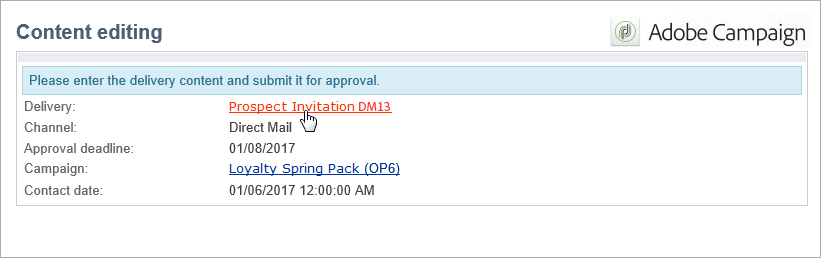 Content editing
Adobe Campaign
Please enter the delivery content and submit it for approval.
Delivery: Prospect Invitation DM13
Channel: Direct Mail
Approval deadline: 01/08/2017
Campaign: Loyalty Spring Pack (OP6)
Contact date: 01/06/2017 12:00:00 AM